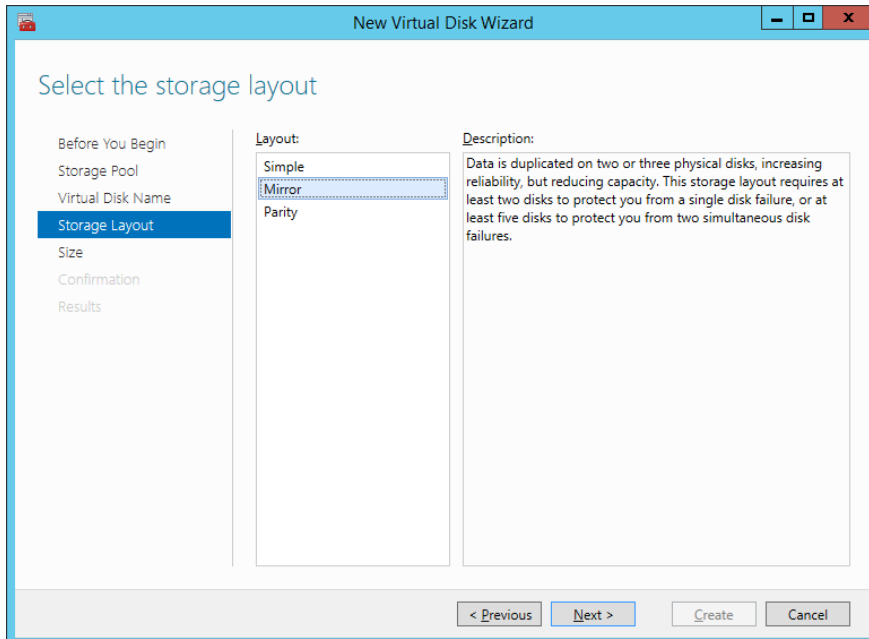 New Virtual Disk Wizard
Select the storage layout
Before You Begin
Storage Pool
Virtual Disk Name
Storage Layout
Size
Confirmation
Results
Layout:
Simple
Mirror
Parity
Description:
Data is duplicated on two or three physical disks, increasing
reliability, but reducing capacity. This storage layout requires at
least two disks to protect you from a single disk failure, or at
least five disks to protect you from two simultaneous disk
failures.
< Previous
Next >
Create
Cancel